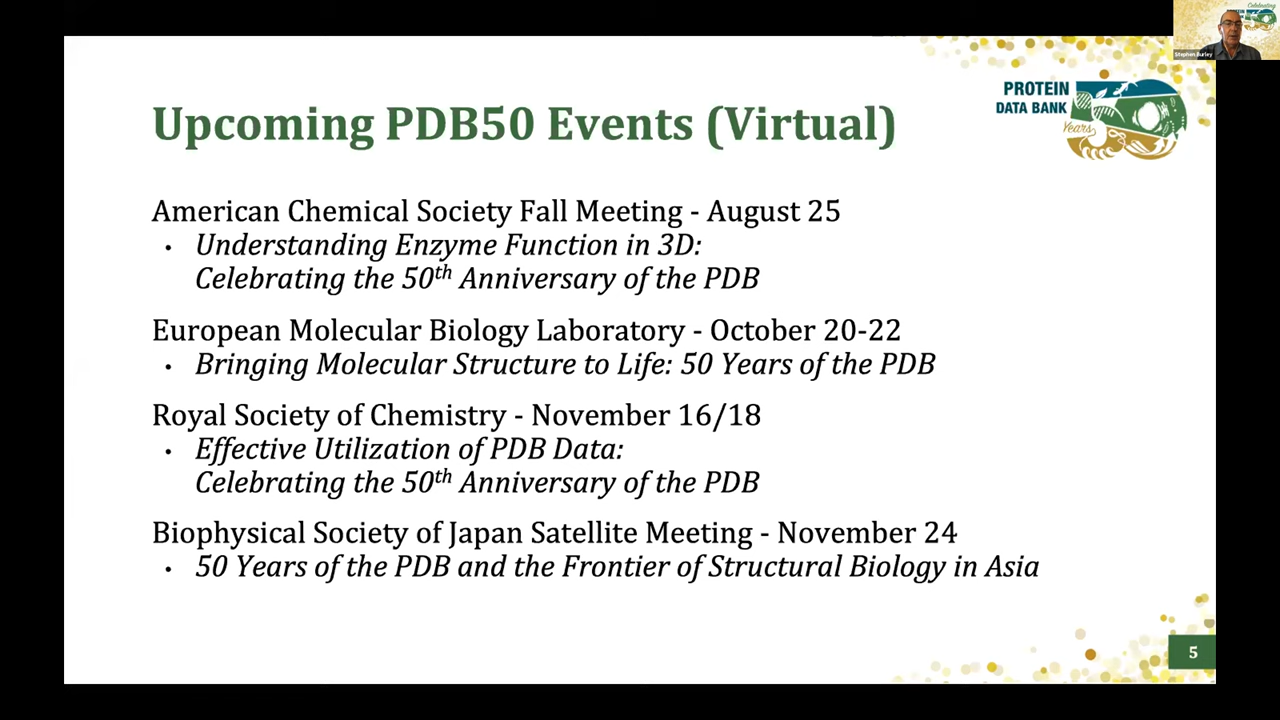 Celebrating
Stephen Burley
PROTEIN
DATA BANK
Years
50
Upcoming PDB50 Events (Virtual)
American Chemical Society Fall Meeting - August 25
• Understanding Enzyme Function in 3D:
Celebrating the 50th Anniversary of the PDB
European Molecular Biology Laboratory - October 20-22
• Bringing Molecular Structure to Life: 50 Years of the PDB
Royal Society of Chemistry - November 16/18
• Effective Utilization of PDB Data:
Celebrating the 50th Anniversary of the PDB
Biophysical Society of Japan Satellite Meeting - November 24
• 50 Years of the PDB and the Frontier of Structural Biology in Asia
5